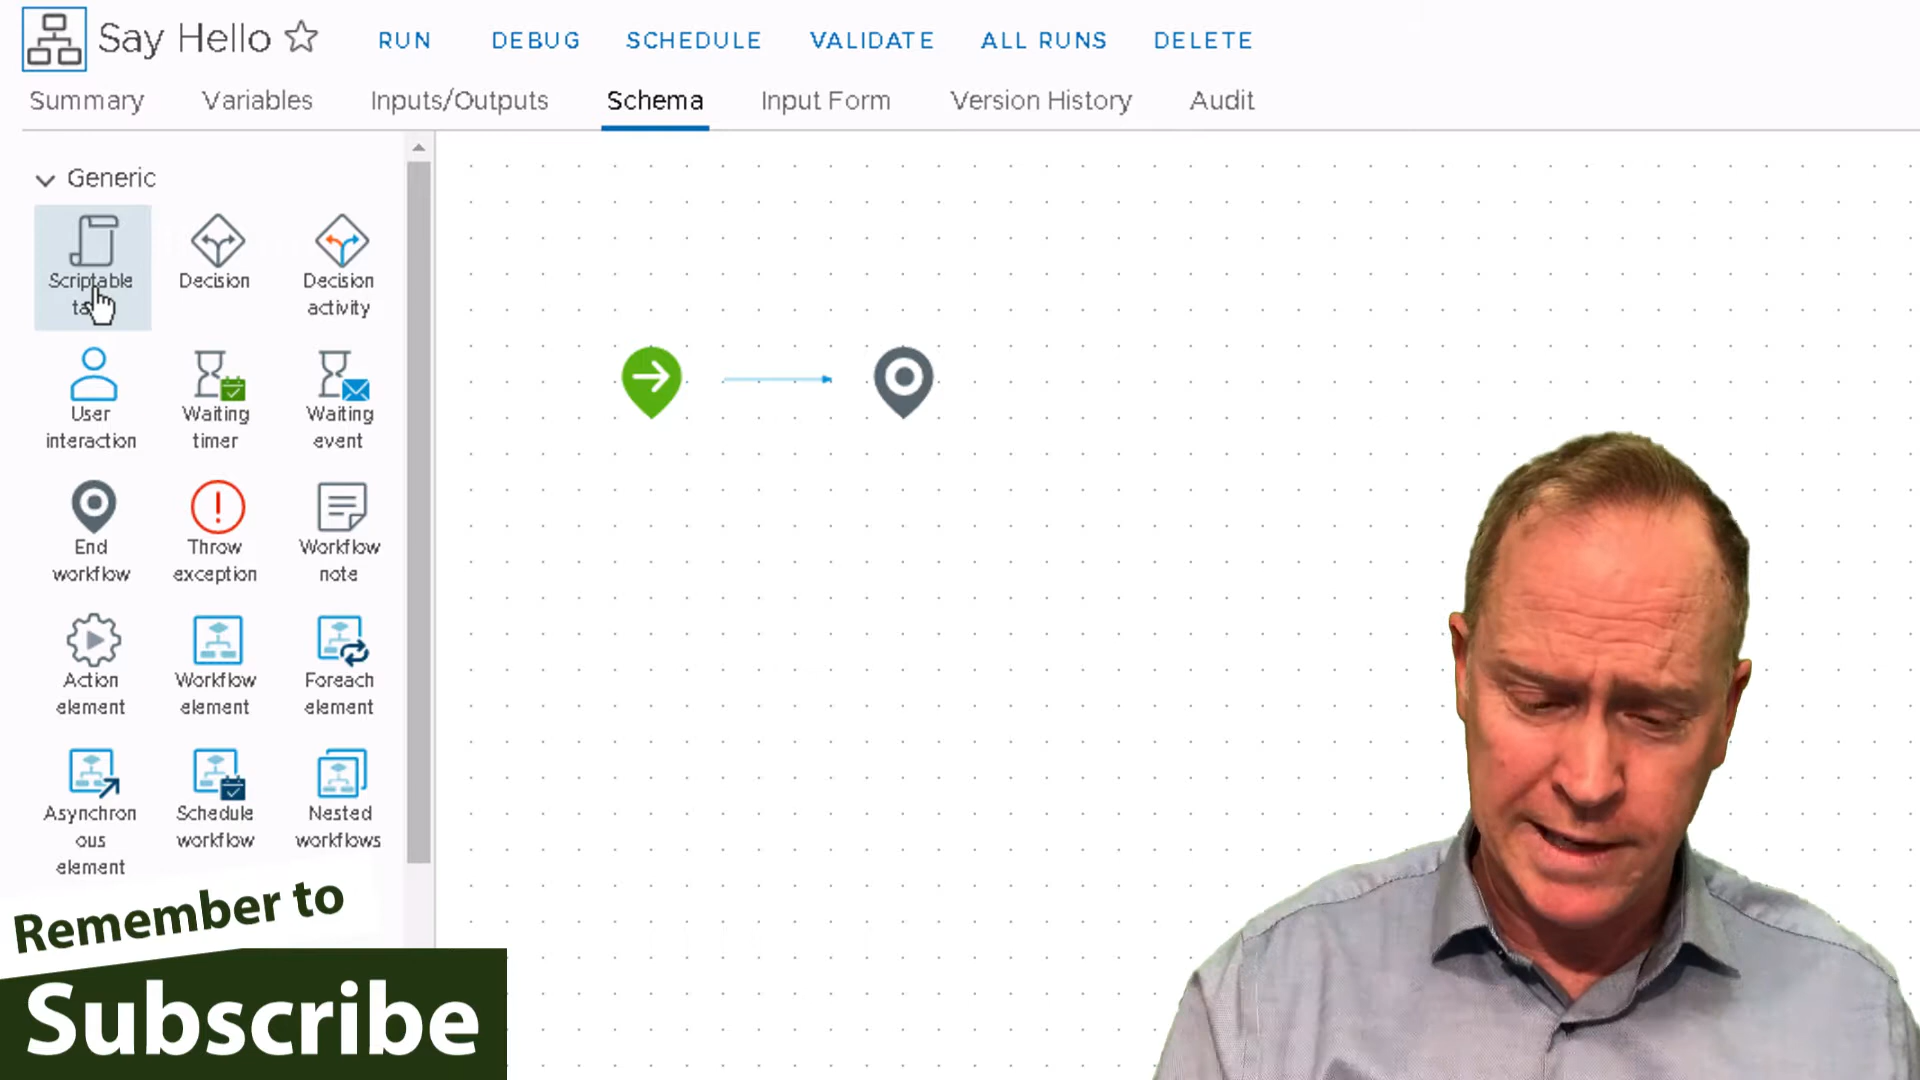 Say Hello
RUN DEBUG SCHEDULE VALIDATE ALL RUNS DELETE
Summary Variables Inputs/Outputs Schema Input Form Version History Audit
Generic
Scriptable
Decision
Decision
activity
User
interaction
Waiting
timer
Waiting
event
End
workflow
Throw
exception
Workflow
note
Action
element
Workflow
element
Foreach
element
Asynchron
ous
element
Schedule
workflow
Nested
workflows
Remember to
Subscribe